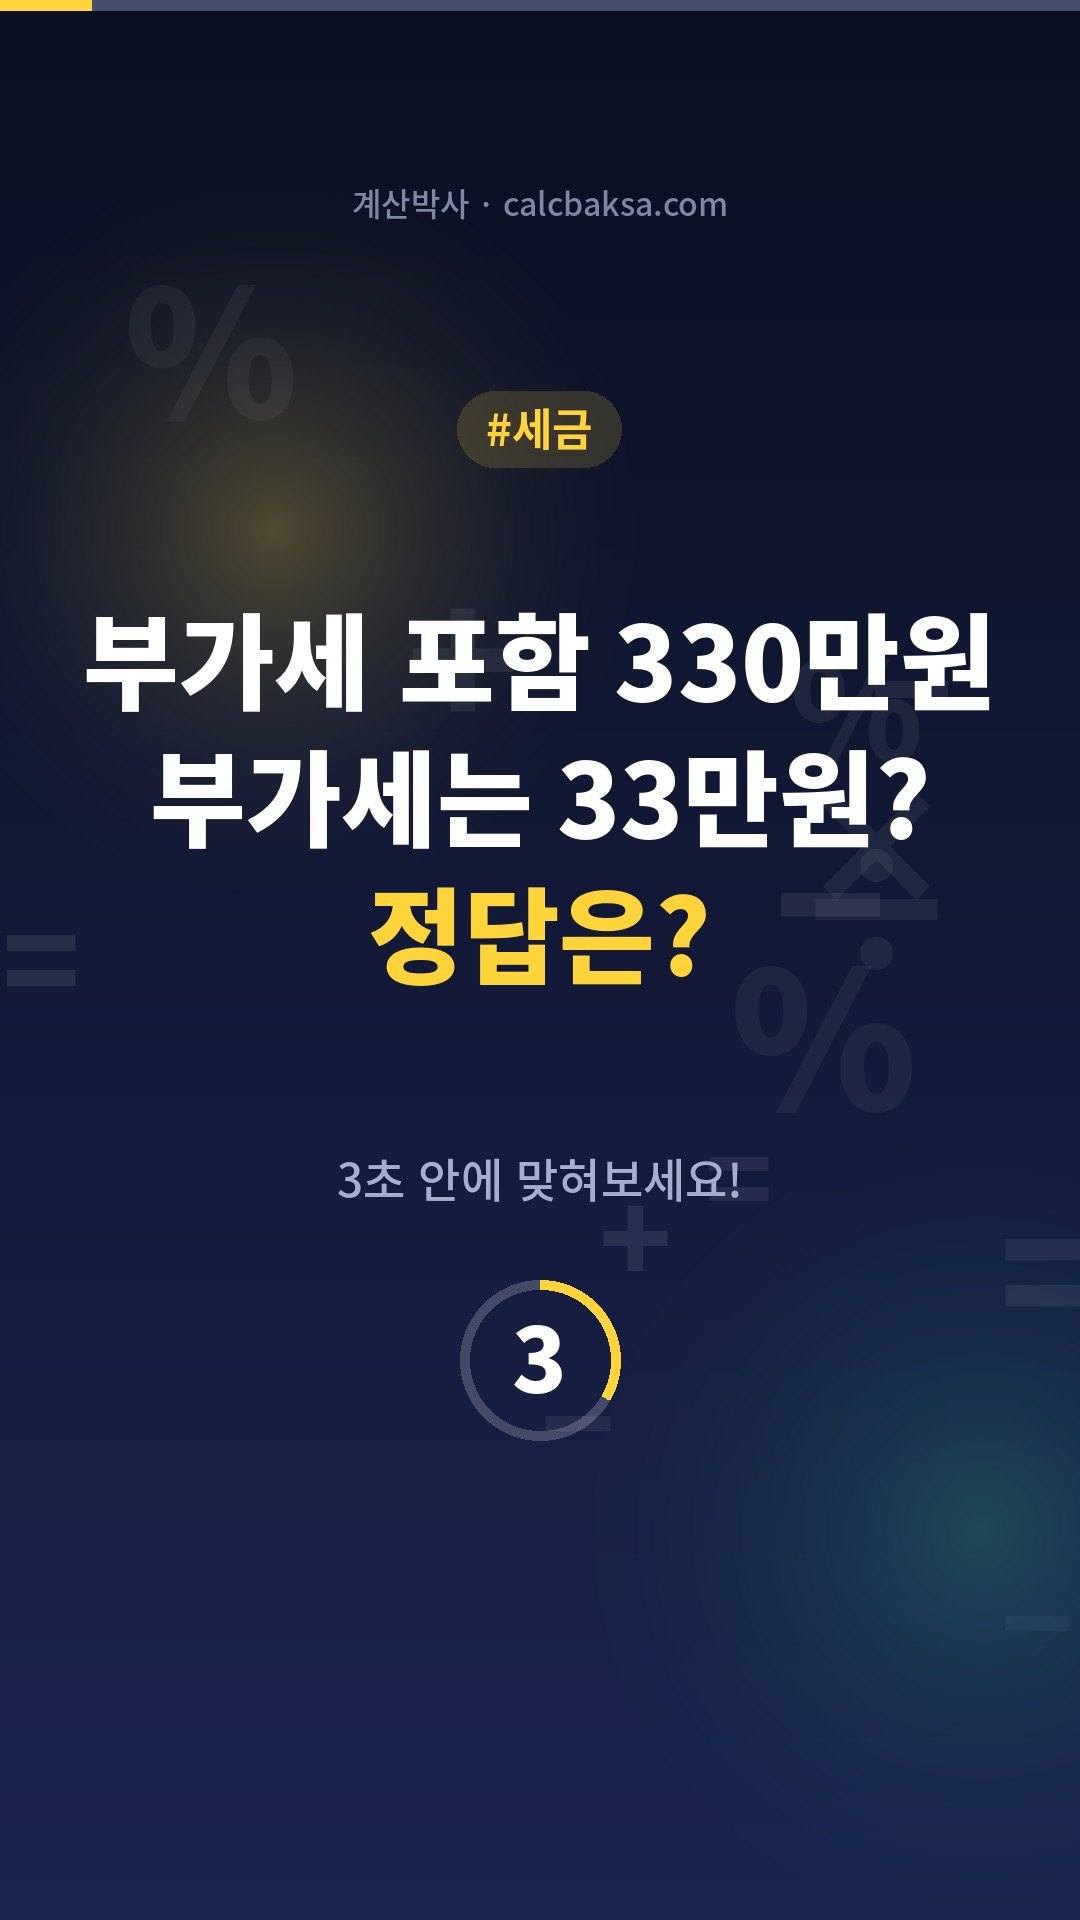 계산박사 · calcbaksa.com
#세금
부가세 포함 330만원
부가세는 33만원?
정답은?
3초 안에 맞혀보세요!
3